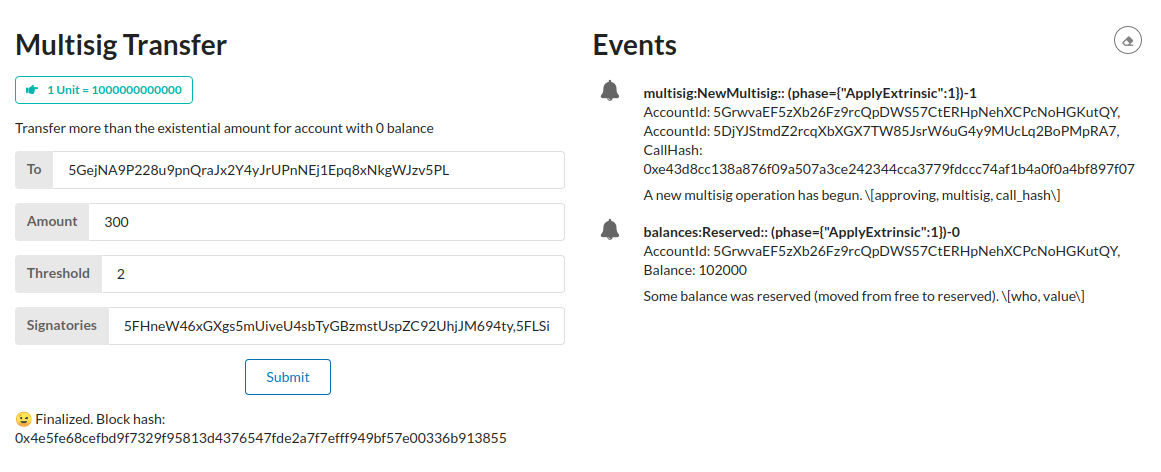 Multisig Transfer
1 Unit = 1000000000000
Transfer more than the existential amount for account with 0 balance
To 5GejNA9P228u9pnQraJx2Y4yJrUPnNEj1Epq8xNkgWJzv5PL
Amount 300
Threshold 2
Signatories 5FHneW46xGXgs5mUiveU4sbTyGBzmstUspZC92UhjJM694ty,5FLSi
Submit
😉 Finalized. Block hash:
0x4e5fe68cefbd9f7329f95813d4376547fde2a7f7efff949bf57e00336b913855
Events
multisig:NewMultisig:: (phase={"ApplyExtrinsic":1})-1
AccountId: 5GrwvaEF5zXb26Fz9rcQpDWS57CtERHpNehXCPcNoHGKutQY,
AccountId: 5DjYJStmdZ2rcqXbXGX7TW85JsrW6uG4y9MUcLq2BoPMpRA7,
CallHash:
0xe43d8cc138a876f09a507a3ce242344cca3779fdccc74af1b4a0f0a4bf897f07
A new multisig operation has begun. \[approving, multisig, call_hash\]
balances:Reserved:: (phase={"ApplyExtrinsic":1})-0
AccountId: 5GrwvaEF5zXb26Fz9rcQpDWS57CtERHpNehXCPcNoHGKutQY,
Balance: 102000
Some balance was reserved (moved from free to reserved). \[who, value\]